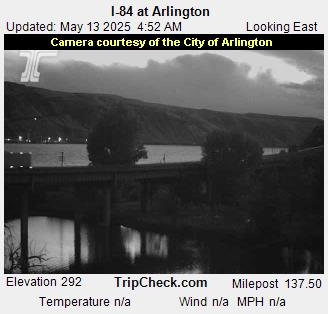 I-84 at Arlington
Updated: May 13 2025 4:52 AM Looking East
Camera courtesy of the City of Arlington
Elevation 292 TripCheck.com Milepost 137.50
Temperature n/a Wind n/a MPH n/a